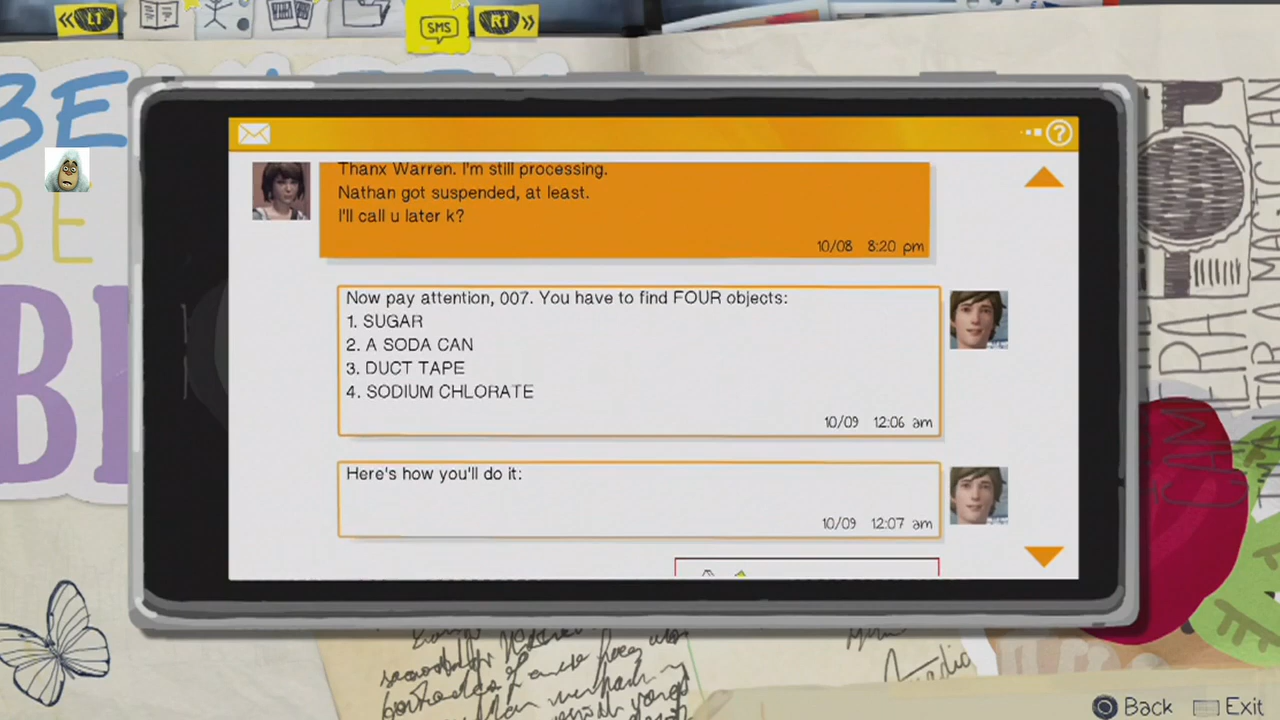 LT
SMS
R1
Thanx Warren. I'm still processing.
Nathan got suspended, at least.
I'll call u later k?
10/08 8:20 pm
Now pay attention, 007. You have to find FOUR objects:
1. SUGAR
2. A SODA CAN
3. DUCT TAPE
4. SODIUM CHLORATE
10/09 12:06 am
Here's how you'll do it:
10/09 12:07 am
BE
BE
CAMERA
MAGICIAN
Back
Exit